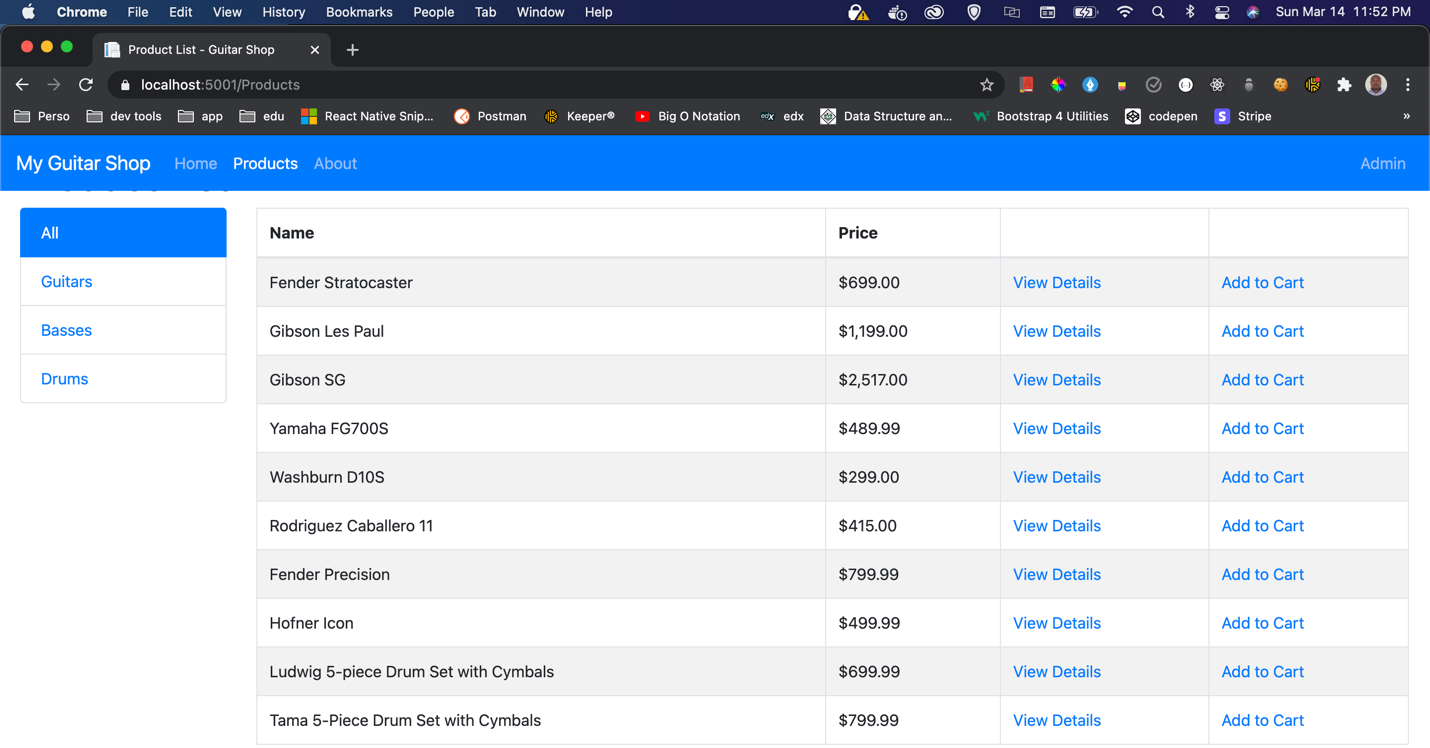 Chrome File Edit View History Bookmarks People Tab Window Help Sun Mar 14 11:52 PM
Product List - Guitar Shop
localhost:5001/Products
Perso dev tools app edu React Native Snip... Postman Keeper® Big O Notation edx edx Data Structure an... Bootstrap 4 Utilities codepen S Stripe »
My Guitar Shop Home Products About Admin
All Name Price
Fender Stratocaster $699.00 View Details Add to Cart
Guitars
Gibson Les Paul $1,199.00 View Details Add to Cart
Basses
Gibson SG $2,517.00 View Details Add to Cart
Drums
Yamaha FG700S $489.99 View Details Add to Cart
Washburn D10S $299.00 View Details Add to Cart
Rodriguez Caballero 11 $415.00 View Details Add to Cart
Fender Precision $799.99 View Details Add to Cart
Hofner Icon $499.99 View Details Add to Cart
Ludwig 5-piece Drum Set with Cymbals $699.99 View Details Add to Cart
Tama 5-Piece Drum Set with Cymbals $799.99 View Details Add to Cart